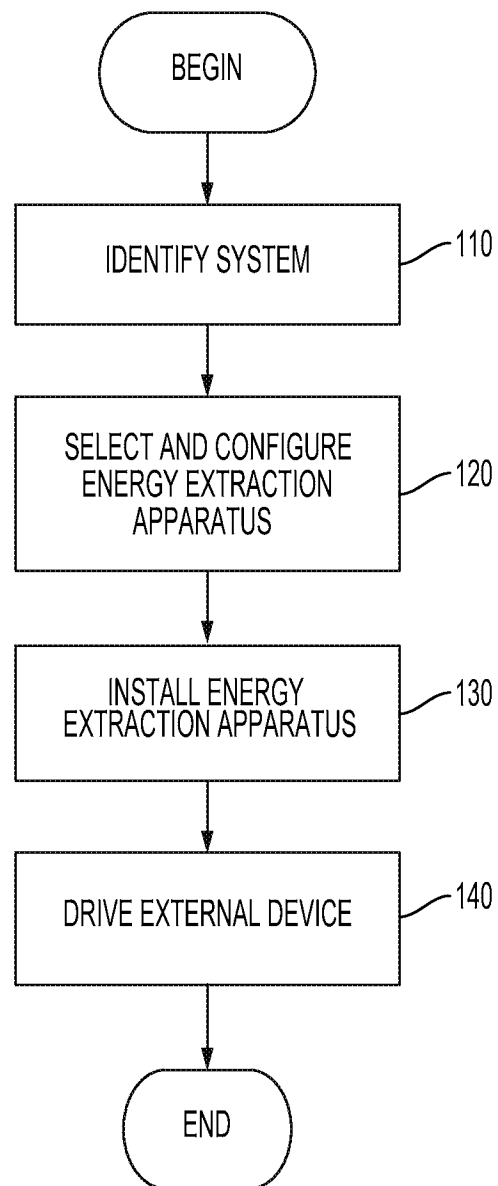 BEGIN
IDENTIFY SYSTEM
110
SELECT AND CONFIGURE
ENERGY EXTRACTION
APPARATUS
120
INSTALL ENERGY
EXTRACTION APPARATUS
130
DRIVE EXTERNAL DEVICE
140
END